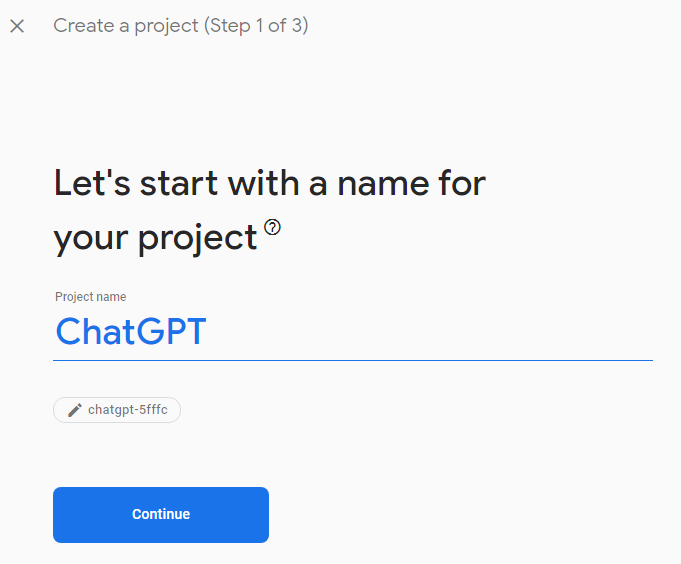 Create a project (Step 1 of 3)
Let's start with a name for
your project
Project name
ChatGPT
chatgpt-5fffc
Continue